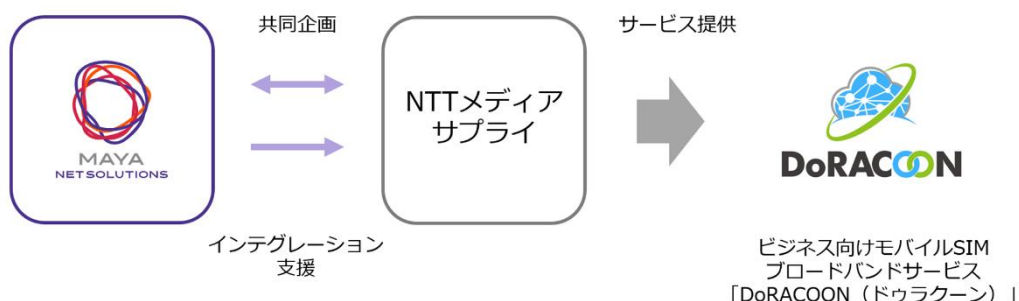 共同企画
サービス提供
MAYA
NETSOLUTIONS
NTTメディア
サプライ
DoRACOON
インテグレーション
支援
ビジネス向けモバイルSIM
ブロードバンドサービス
「DoRACOON（ドゥラクーン）」